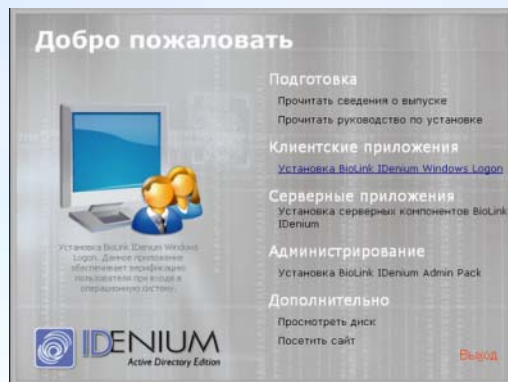 Добро пожаловать
Подготовка
Прочитать сведения о выпуске
Прочитать руководство по установке
Клиентские приложения
Установка BioLink IDenium Windows Logon
Серверные приложения
Установка серверных компонентов BioLink
IDenium
Администрирование
Установка BioLink IDenium Admin Pack
Дополнительно
Просмотреть диск
Посетить сайт
Выход
Установка BioLink IDenium Windows
Logon. Данное приложение
обеспечивает верификацию
пользователя при входе в
операционную систему.
IDENIUM
Active Directory Edition